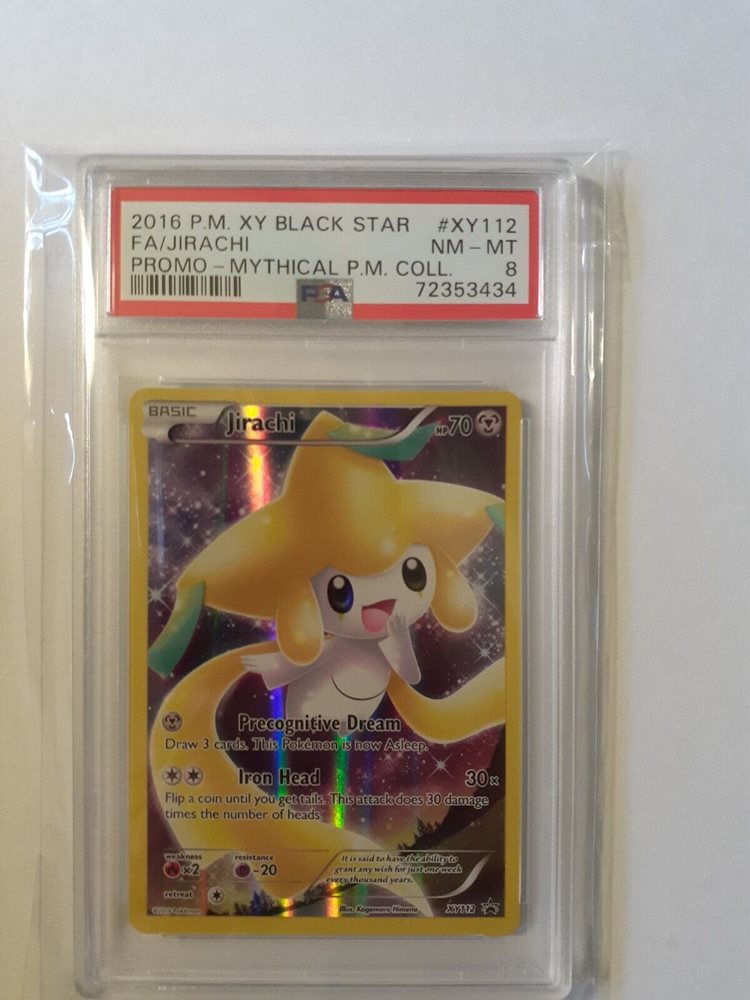 2016 P.M. XY BLACK STAR #XY112
FA/JIRACHI NM - MT
PROMO - MYTHICAL P.M. COLL. 8
PSA 72353434
BASIC Jirachi HP70
Precognitive Dream
Draw 3 cards. This Pokémon is now Asleep.
Iron Head 30×
Flip a coin until you get tails. This attack does 30 damage
times the number of heads.
weakness resistance
×2 -20
retreat
It is said to have the ability to
grant any wish for just one week
every thousand years.
©2016 Pokémon Illus. Kagemaru Himeno XY112